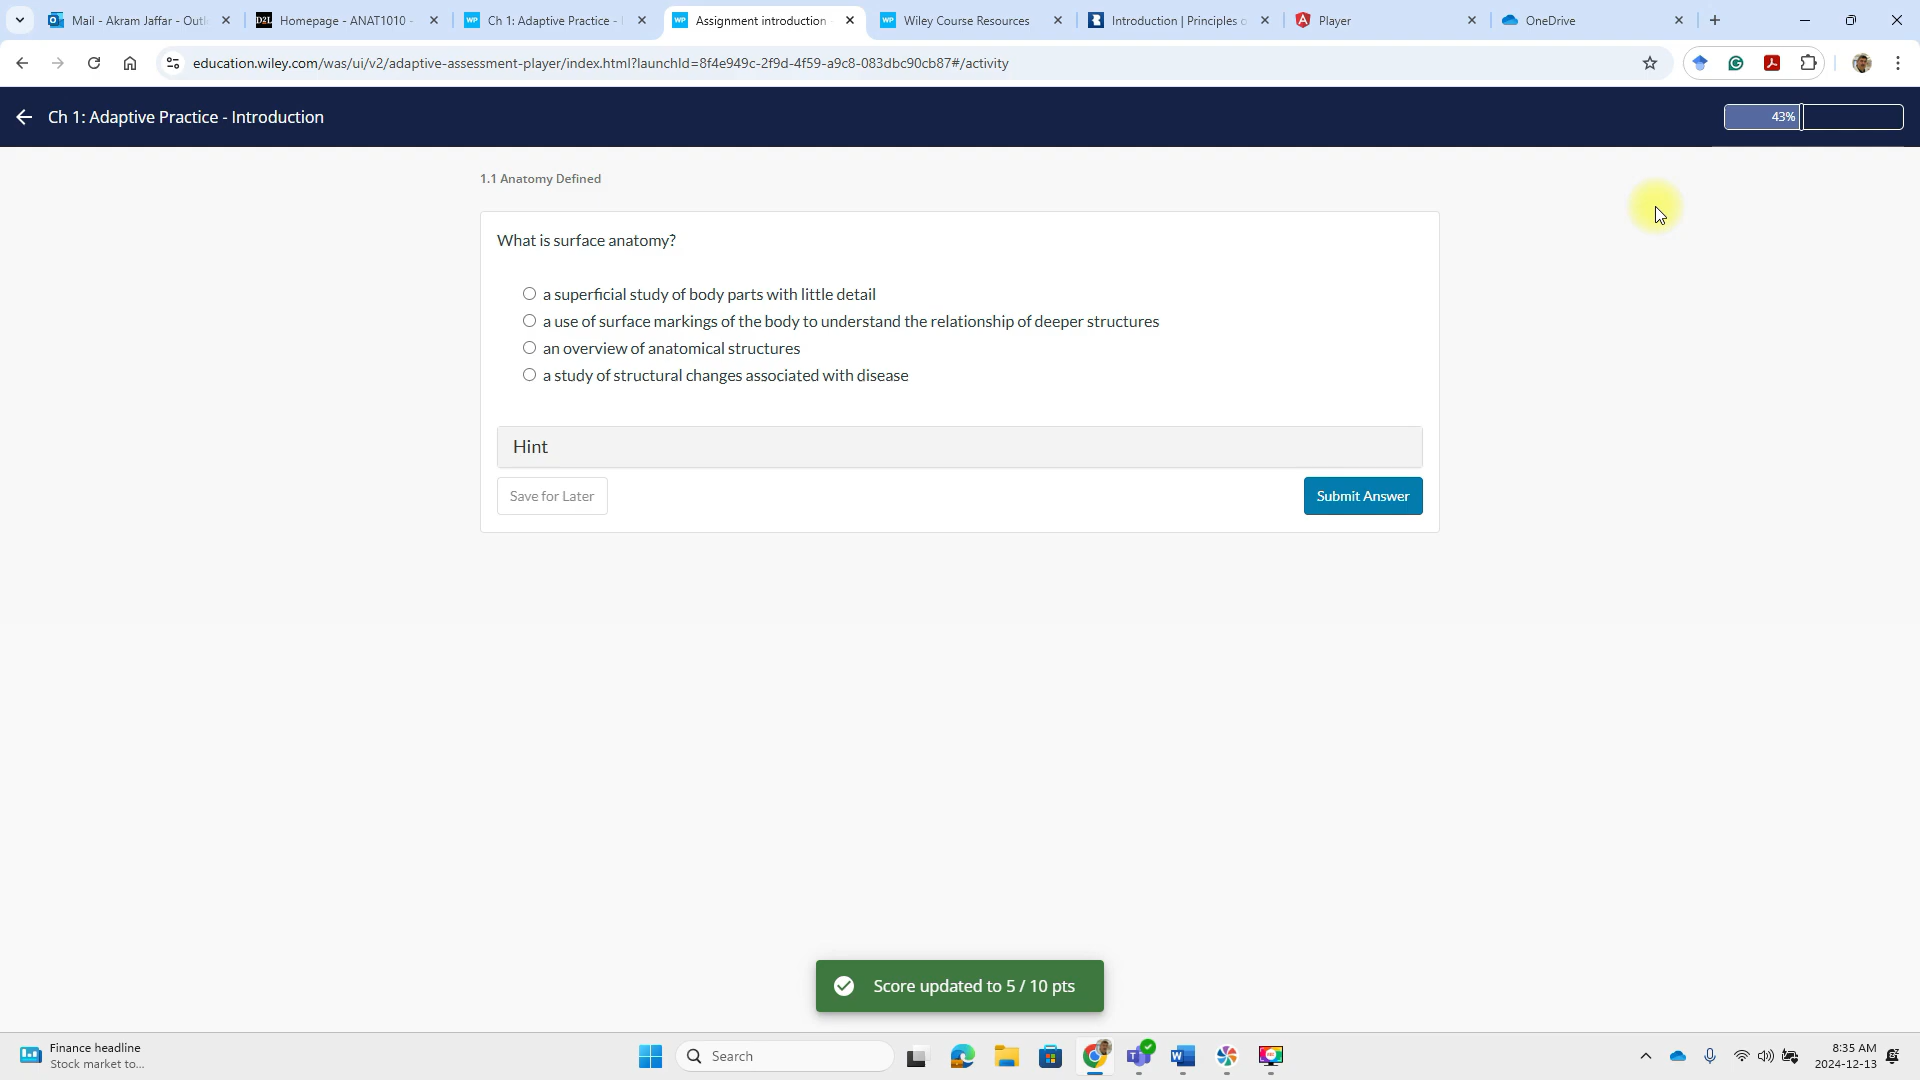 Mail - Akram Jaffar - Outl
Homepage - ANAT1010 -
WP
Ch 1: Adaptive Practice -
WP
Assignment introduction
WP
Wiley Course Resources
Introduction | Principles o
Player
OneDrive
education.wiley.com/was/ui/v2/adaptive-assessment-player/index.html?launchId=8f4e949c-2f9d-4f59-a9c8-083dbc90cb87#/activity
Ch 1: Adaptive Practice - Introduction
43%
1.1 Anatomy Defined
What is surface anatomy?
a superficial study of body parts with little detail
a use of surface markings of the body to understand the relationship of deeper structures
an overview of anatomical structures
a study of structural changes associated with disease
Hint
Save for Later
Submit Answer
Score updated to 5 / 10 pts
Finance headline
Stock market to...
Search
8:35 AM
2024-12-13